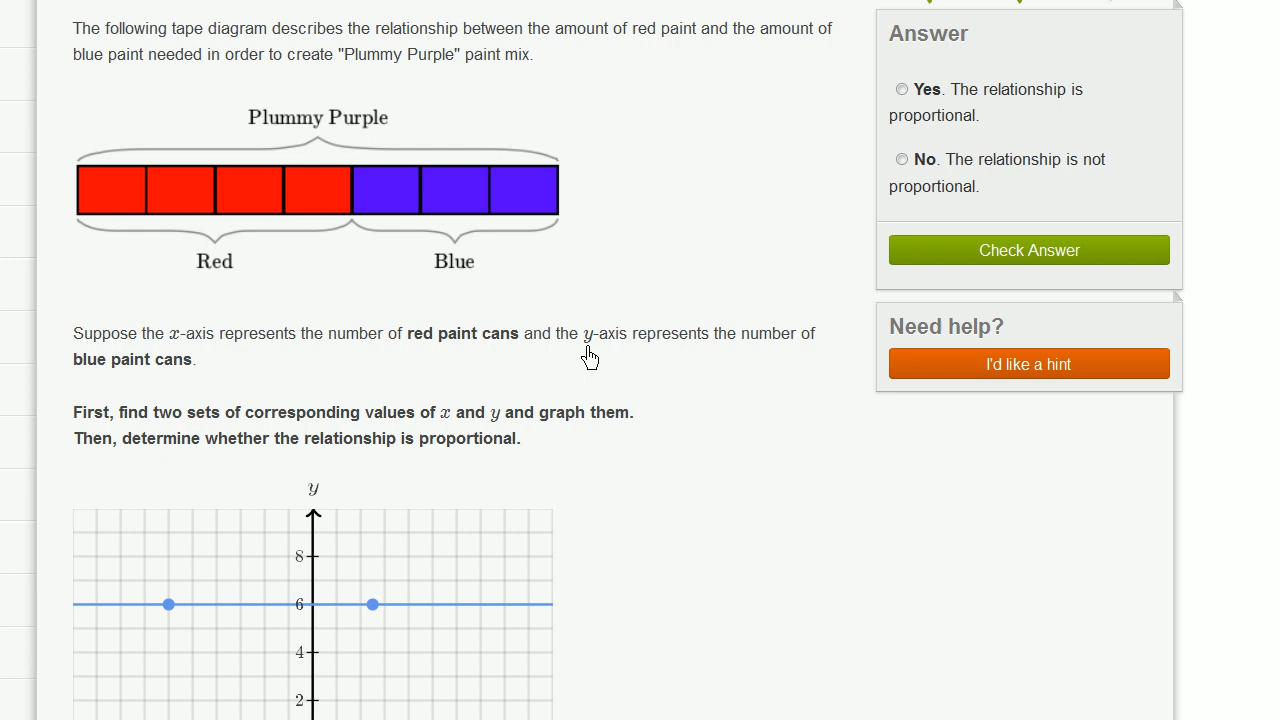 The following tape diagram describes the relationship between the amount of red paint and the amount of
blue paint needed in order to create "Plummy Purple" paint mix.
Plummy Purple
Red Blue
Suppose the x-axis represents the number of red paint cans and the y-axis represents the number of
blue paint cans.
First, find two sets of corresponding values of x and y and graph them.
Then, determine whether the relationship is proportional.
y
8
6
4
2
Answer
Yes. The relationship is
proportional.
No. The relationship is not
proportional.
Check Answer
Need help?
I'd like a hint